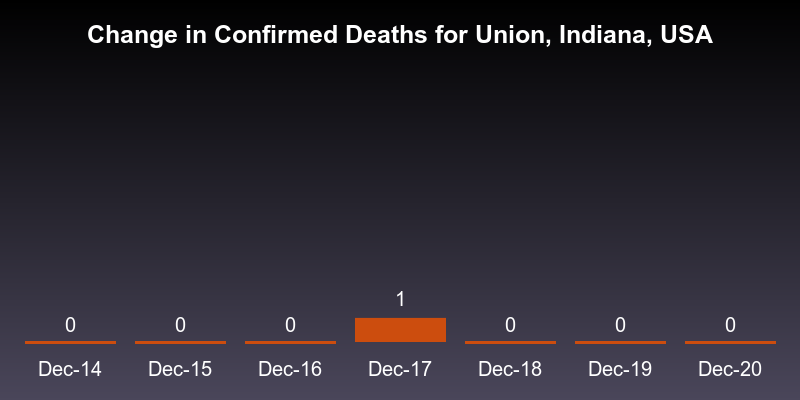 Change in Confirmed Deaths for Union, Indiana, USA
1
0 0 0 0 0 0
Dec-14 Dec-15 Dec-16 Dec-17 Dec-18 Dec-19 Dec-20